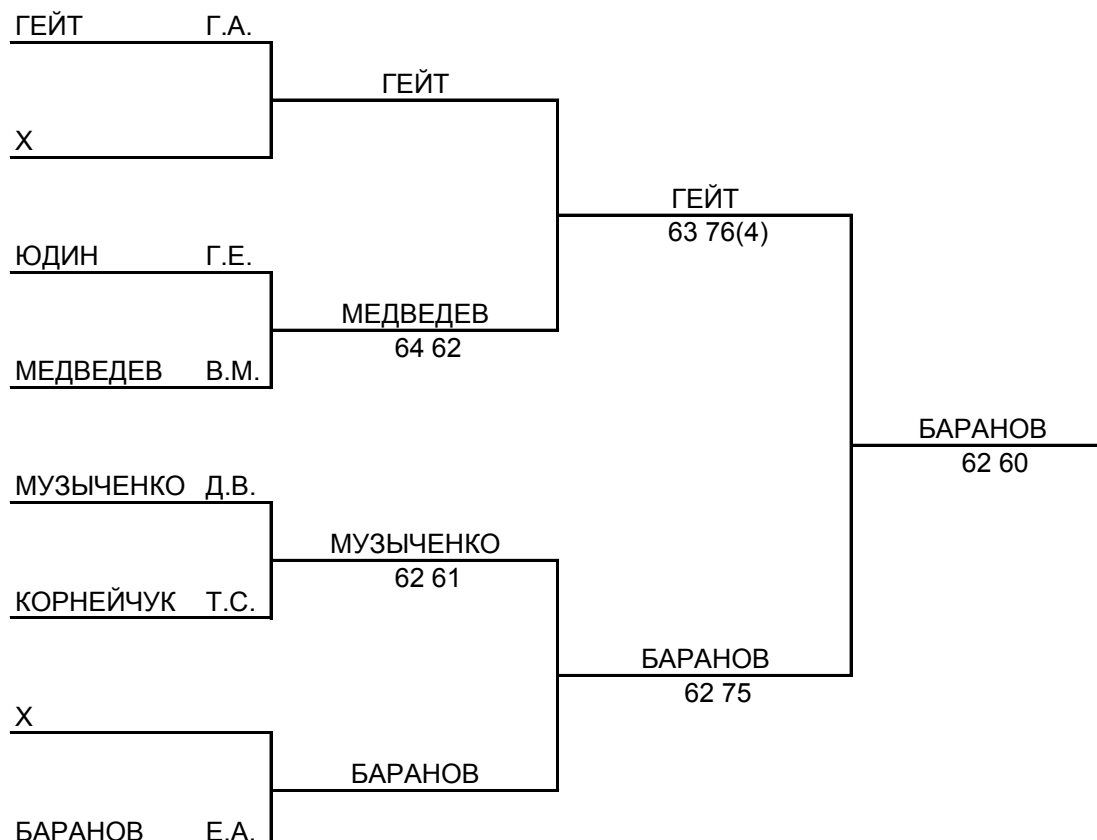 ГЕЙТ Г.А.
ГЕЙТ
Х
ГЕЙТ
63 76(4)
ЮДИН Г.Е.
МЕДВЕДЕВ
64 62
МЕДВЕДЕВ В.М.
БАРАНОВ
62 60
МУЗЫЧЕНКО Д.В.
МУЗЫЧЕНКО
62 61
КОРНЕЙЧУК Т.С.
БАРАНОВ
62 75
Х
БАРАНОВ
БАРАНОВ Е.А.